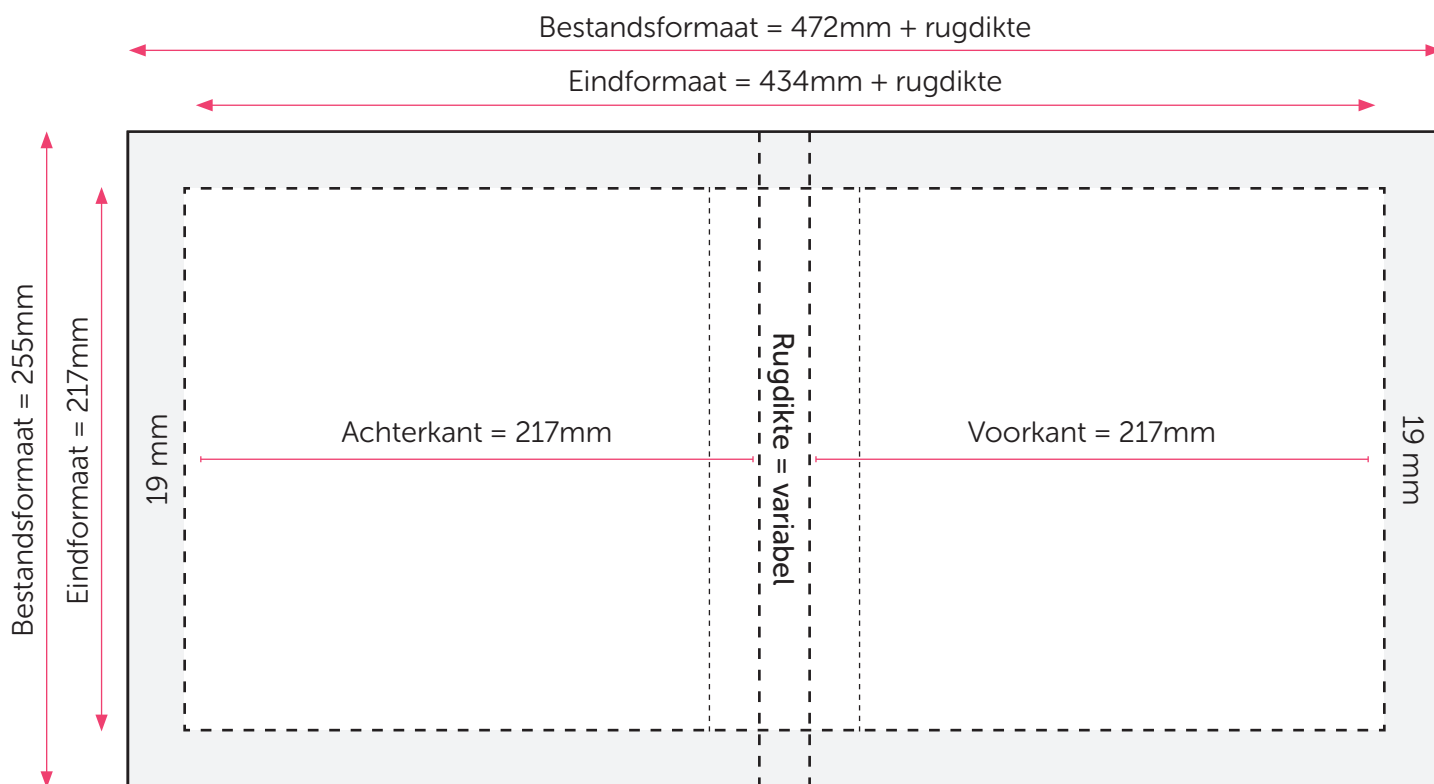 Bestandsformaat = 472mm + rugdikte
Eindformaat = 434mm + rugdikte
Bestandsformaat = 255mm
Eindformaat = 217mm
19 mm
Achterkant = 217mm
Rugdikte = variabel
Voorkant = 217mm
19 mm